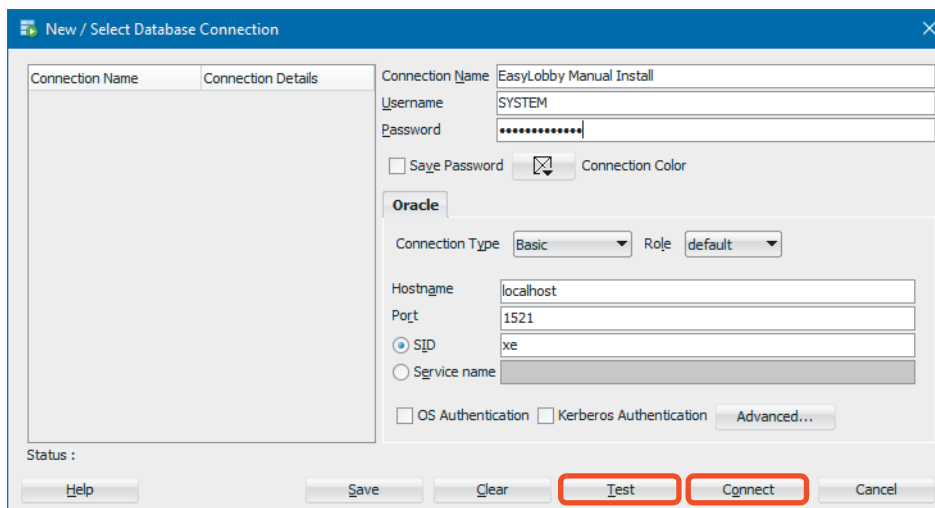 New / Select Database Connection
Connection Name Connection Details
Connection Name EasyLobby Manual Install
Username SYSTEM
Password •••••••••••••
Save Password Connection Color
Oracle
Connection Type Basic Role default
Hostname localhost
Port 1521
SID xe
Service name
OS Authentication Kerberos Authentication Advanced...
Status :
Help Save Clear Test Connect Cancel